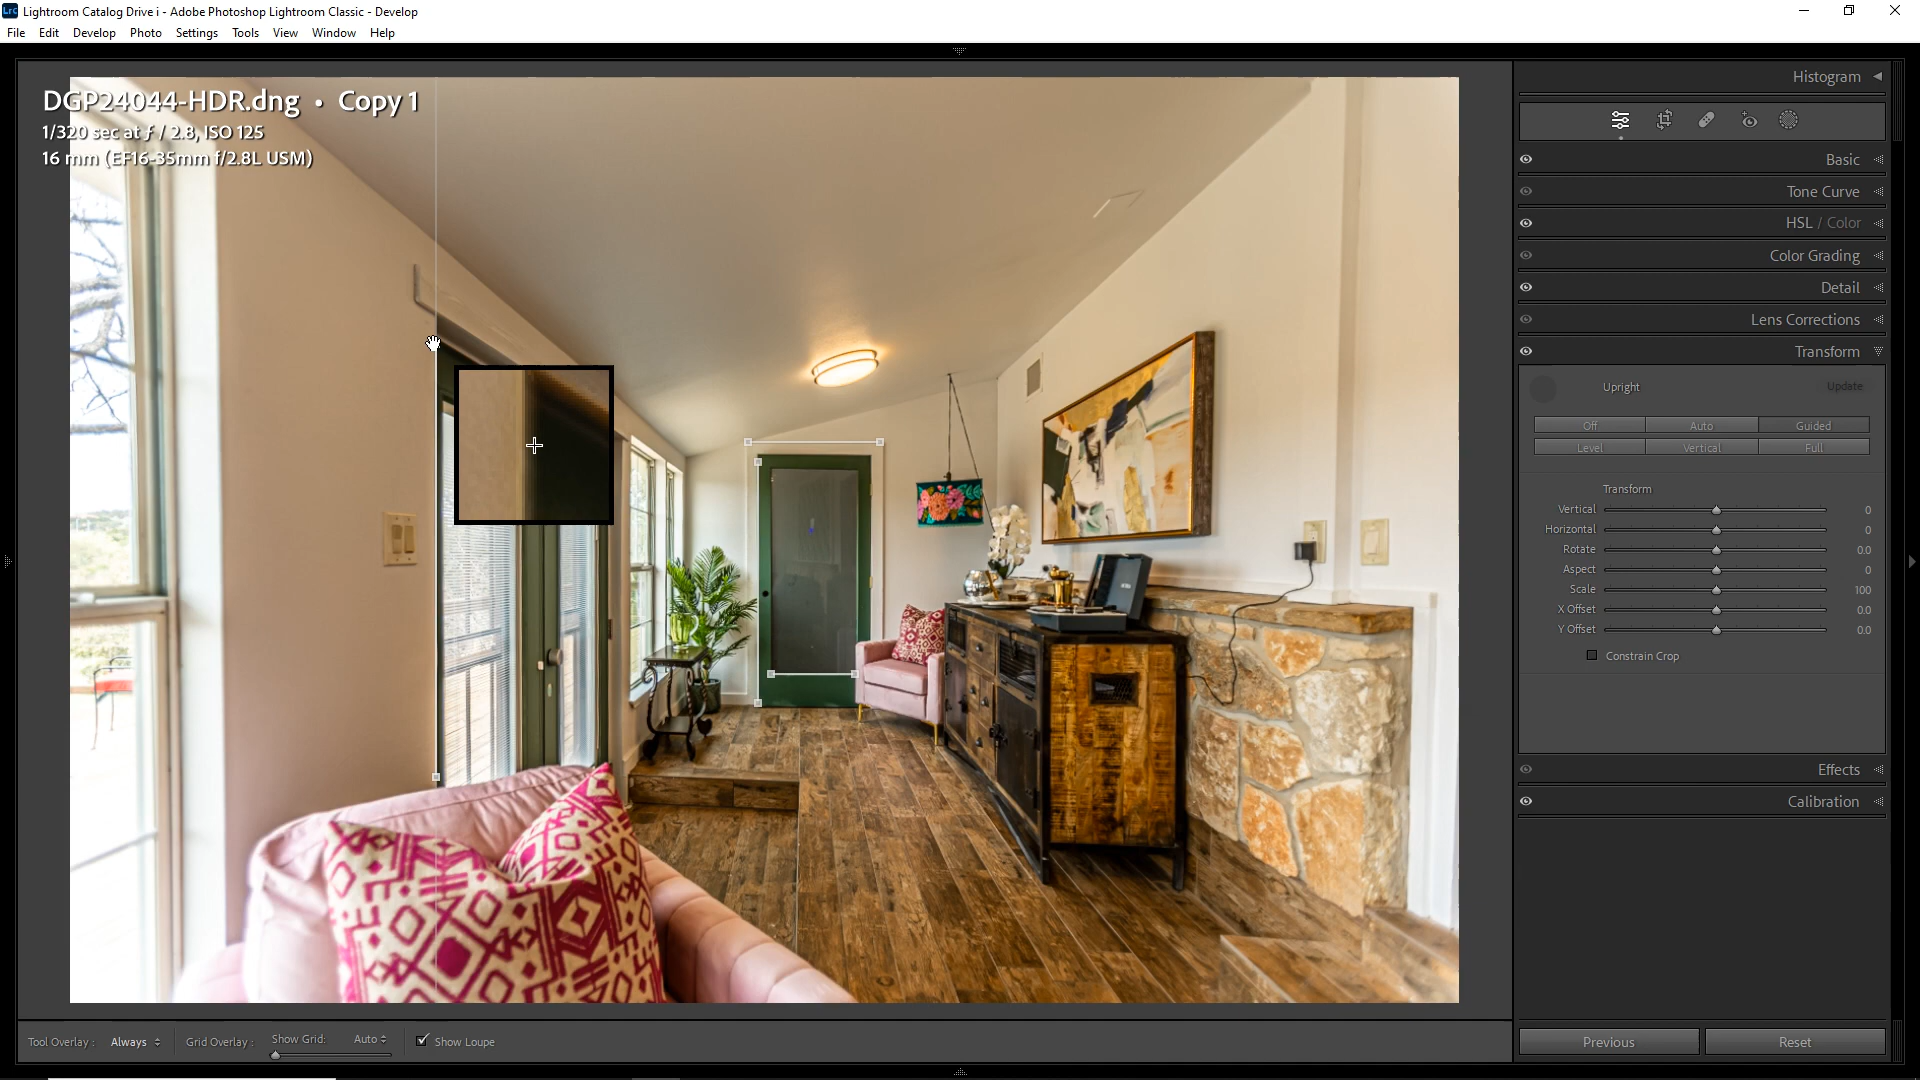 Lrc Lightroom Catalog Drive i - Adobe Photoshop Lightroom Classic - Develop
File Edit Develop Photo Settings Tools View Window Help
DGP24044-HDR.dng • Copy 1
1/320 sec at f / 2.8, ISO 125
16 mm (EF16-35mm f/2.8L USM)
Histogram
Basic
Tone Curve
HSL / Color
Color Grading
Detail
Lens Corrections
Transform
Upright Update
Off Auto Guided
Level Vertical Full
Transform
Vertical 0
Horizontal 0
Rotate 0.0
Aspect 0
Scale 100
X Offset 0.0
Y Offset 0.0
Constrain Crop
Effects
Calibration
Tool Overlay : Always Grid Overlay : Show Grid: Auto Show Loupe
Previous Reset